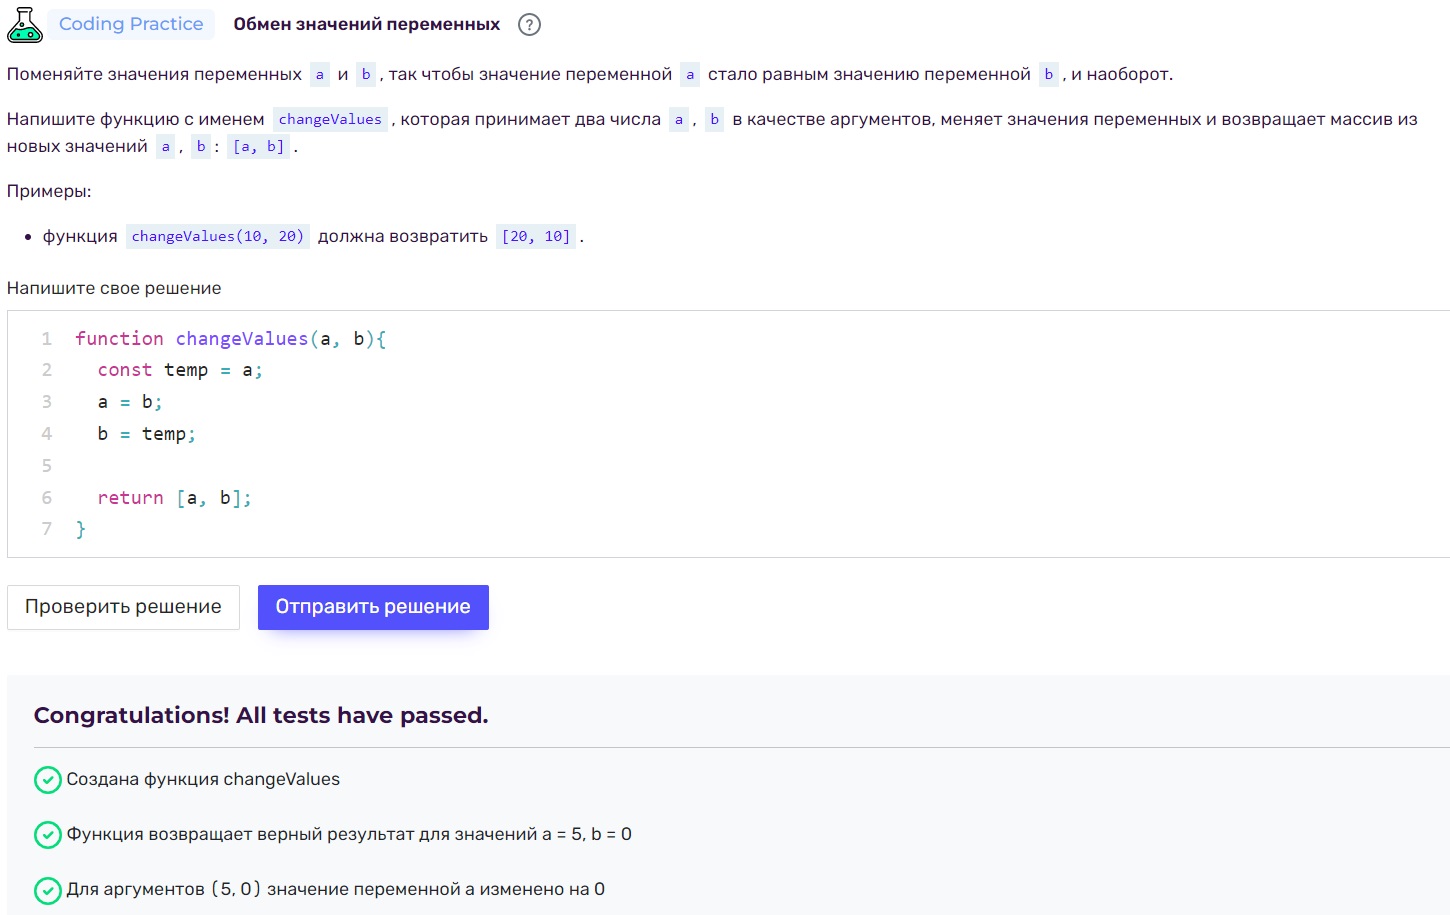 Coding Practice Обмен значений переменных ?
Поменяйте значения переменных a и b , так чтобы значение переменной a стало равным значению переменной b , и наоборот.
Напишите функцию с именем changeValues , которая принимает два числа a , b в качестве аргументов, меняет значения переменных и возвращает массив из
новых значений a , b : [a, b] .
Примеры:
• функция changeValues(10, 20) должна возвратить [20, 10] .
Напишите свое решение
1 function changeValues(a, b){
2 const temp = a;
3 a = b;
4 b = temp;
5
6 return [a, b];
7 }
Проверить решение Отправить решение
Congratulations! All tests have passed.
Создана функция changeValues
Функция возвращает верный результат для значений a = 5, b = 0
Для аргументов (5, 0) значение переменной a изменено на 0